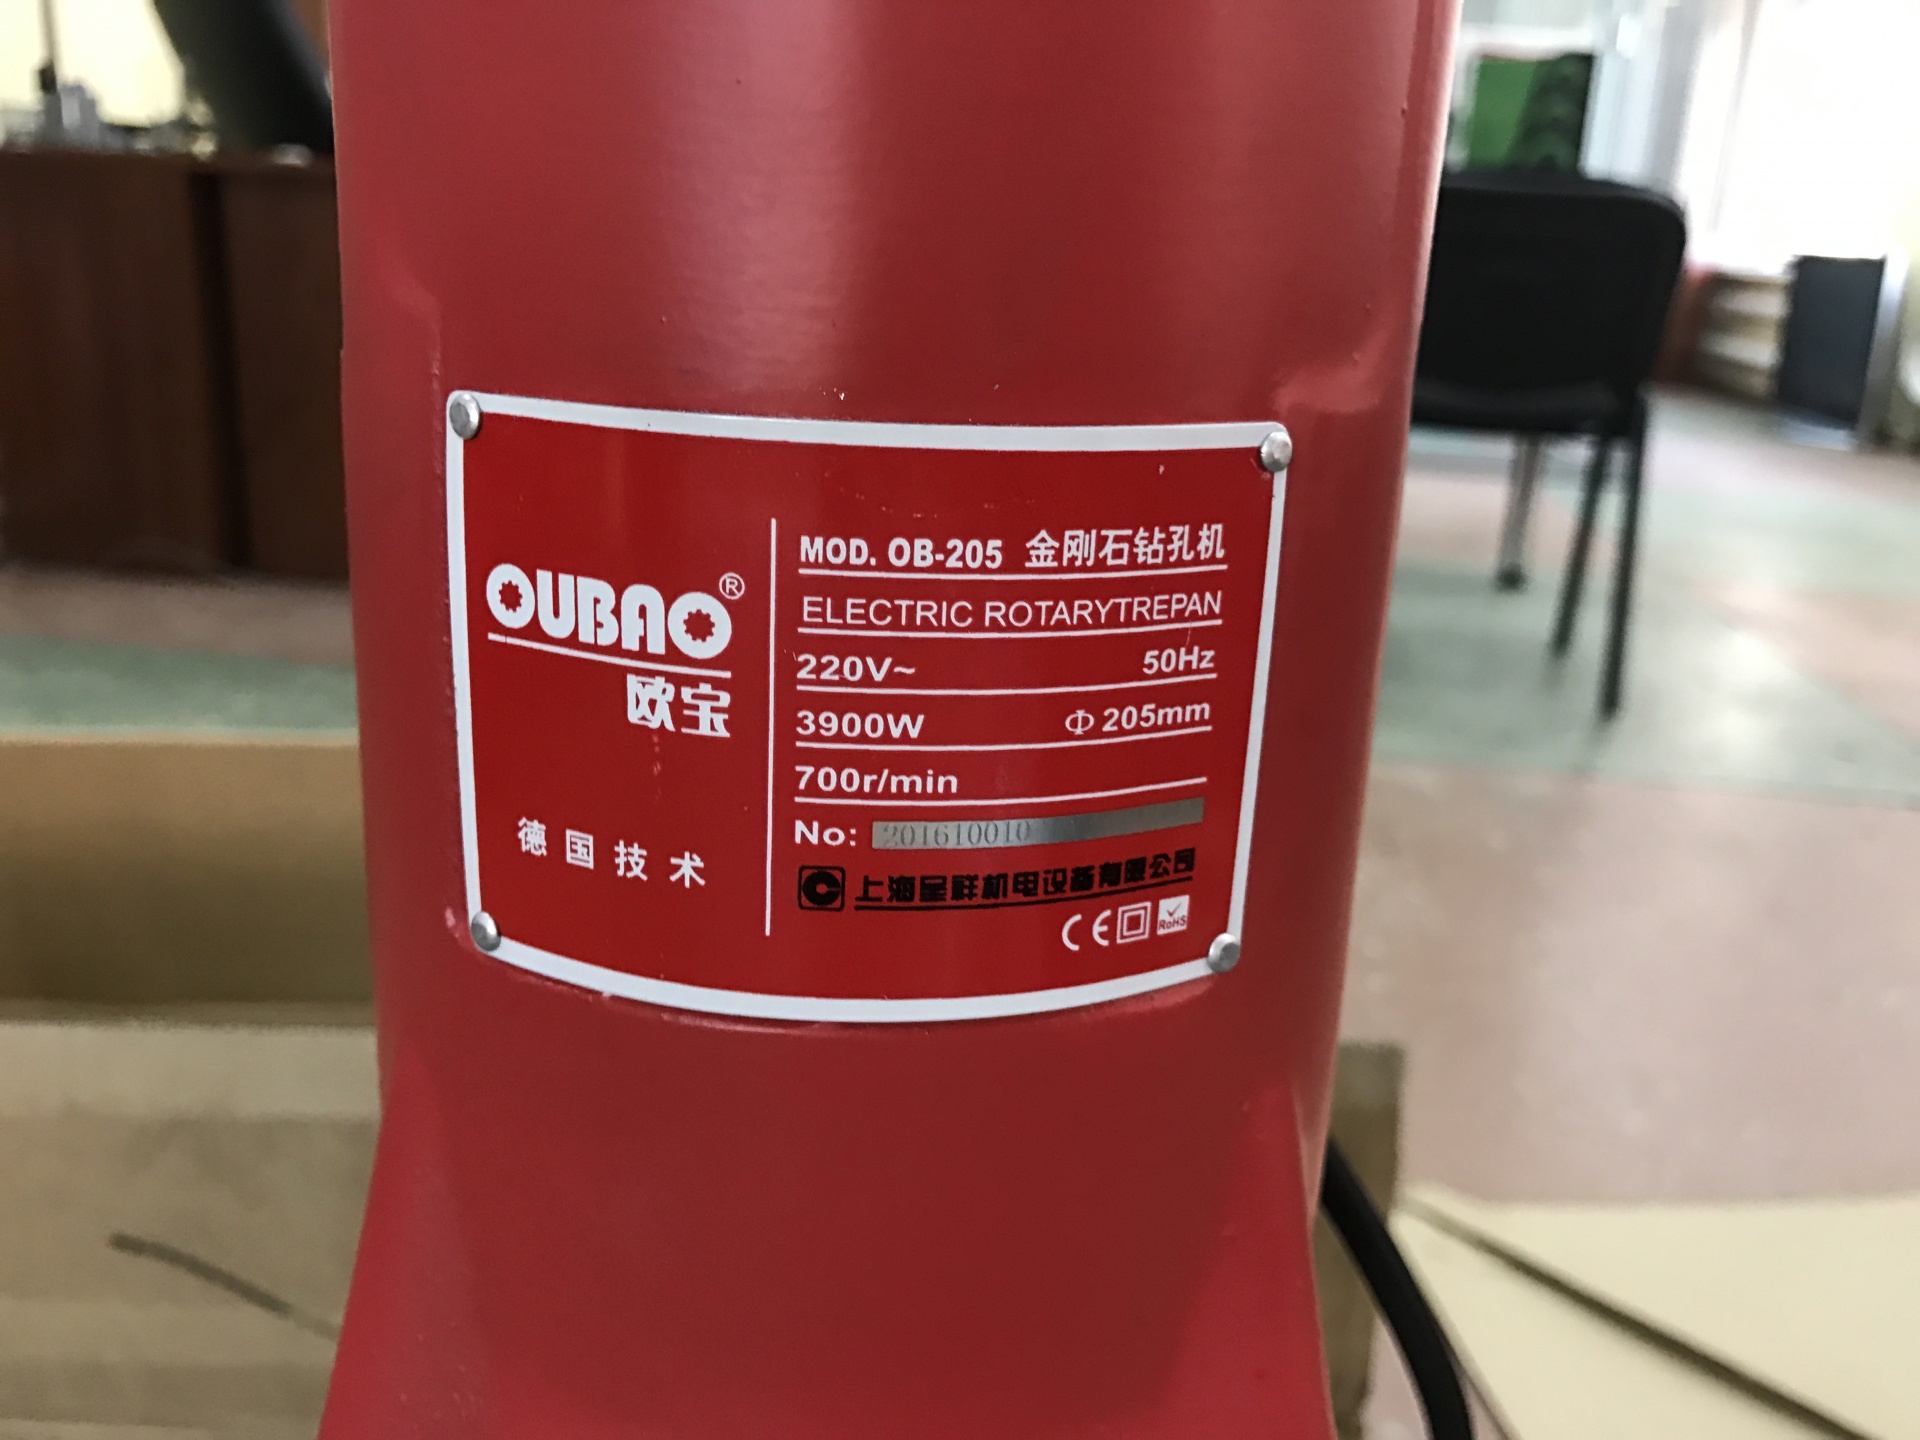 OUBAO®
欧宝
德国技术
MOD. OB-205 金刚石钻孔机
ELECTRIC ROTARYTREPAN
220V~ 50Hz
3900W Φ 205mm
700r/min
No: 201610010
上海呈祥机电设备有限公司
CE RoHS